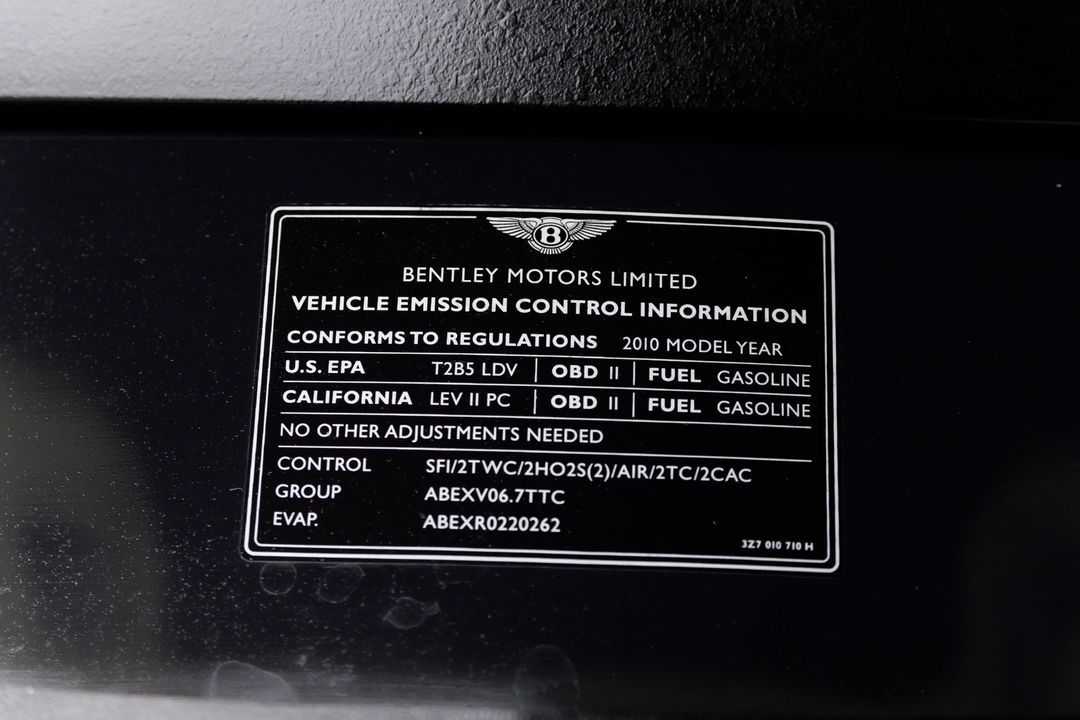 B
BENTLEY MOTORS LIMITED
VEHICLE EMISSION CONTROL INFORMATION
CONFORMS TO REGULATIONS 2010 MODEL YEAR
U.S. EPA T2B5 LDV | OBD II | FUEL GASOLINE
CALIFORNIA LEV II PC | OBD II | FUEL GASOLINE
NO OTHER ADJUSTMENTS NEEDED
CONTROL SFI/2TWC/2HO2S(2)/AIR/2TC/2CAC
GROUP ABEXV06.7TTC
EVAP. ABEXR0220262
3Z7 010 710 H